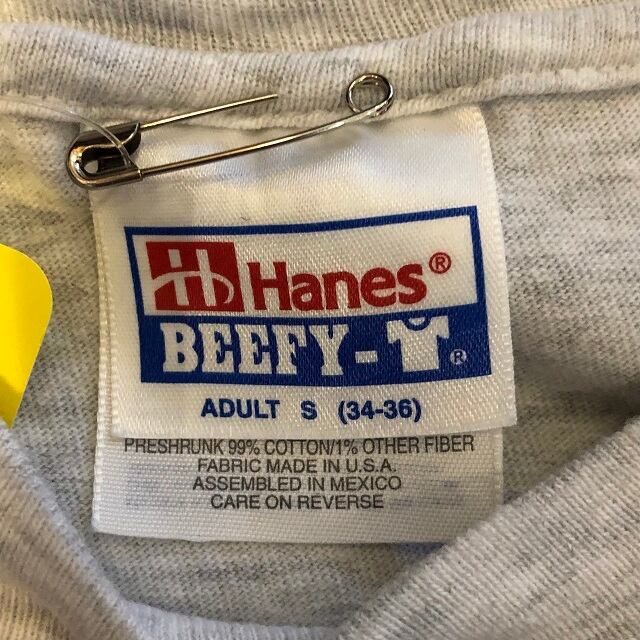 Hanes®
BEEFY-T®
ADULT S (34-36)
PRESHRUNK 99% COTTON/1% OTHER FIBER
FABRIC MADE IN U.S.A.
ASSEMBLED IN MEXICO
CARE ON REVERSE